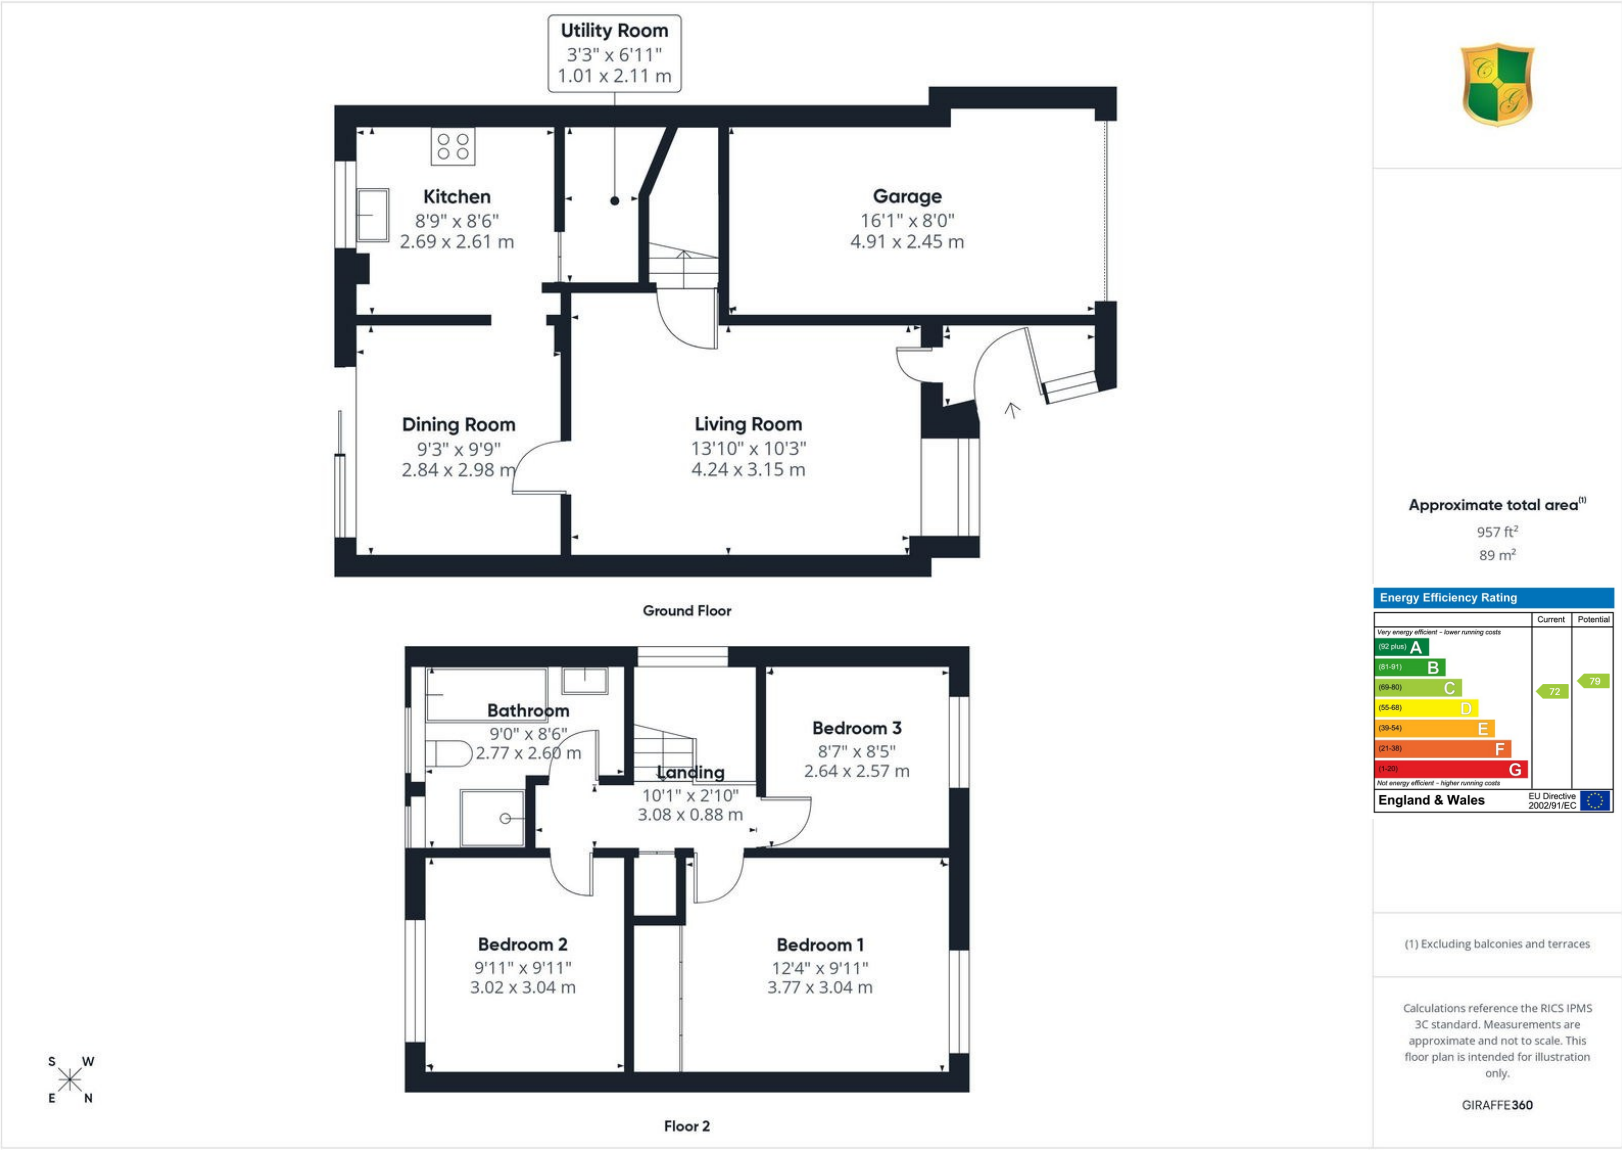 Utility Room
3'3" x 6'11"
1.01 x 2.11 m
Kitchen
8'9" x 8'6"
2.69 x 2.61 m
Garage
16'1" x 8'0"
4.91 x 2.45 m
Dining Room
9'3" x 9'9"
2.84 x 2.98 m
Living Room
13'10" x 10'3"
4.24 x 3.15 m
Ground Floor
Bathroom
9'0" x 8'6"
2.77 x 2.60 m
Landing
10'1" x 2'10"
3.08 x 0.88 m
Bedroom 3
8'7" x 8'5"
2.64 x 2.57 m
Bedroom 2
9'11" x 9'11"
3.02 x 3.04 m
Bedroom 1
12'4" x 9'11"
3.77 x 3.04 m
Floor 2
S W
E N
C
G
Approximate total area(1)
957 ft²
89 m²
Energy Efficiency Rating
Current Potential
Very energy efficient – lower running costs
(92 plus) A
(81-91) B
(69-80) C
72
79
(55-68) D
(39-54) E
(21-38) F
(1-20) G
Not energy efficient – higher running costs
England & Wales
EU Directive
2002/91/EC
(1) Excluding balconies and terraces
Calculations reference the RICS IPMS
3C standard. Measurements are
approximate and not to scale. This
floor plan is intended for illustration
only.
GIRAFFE360